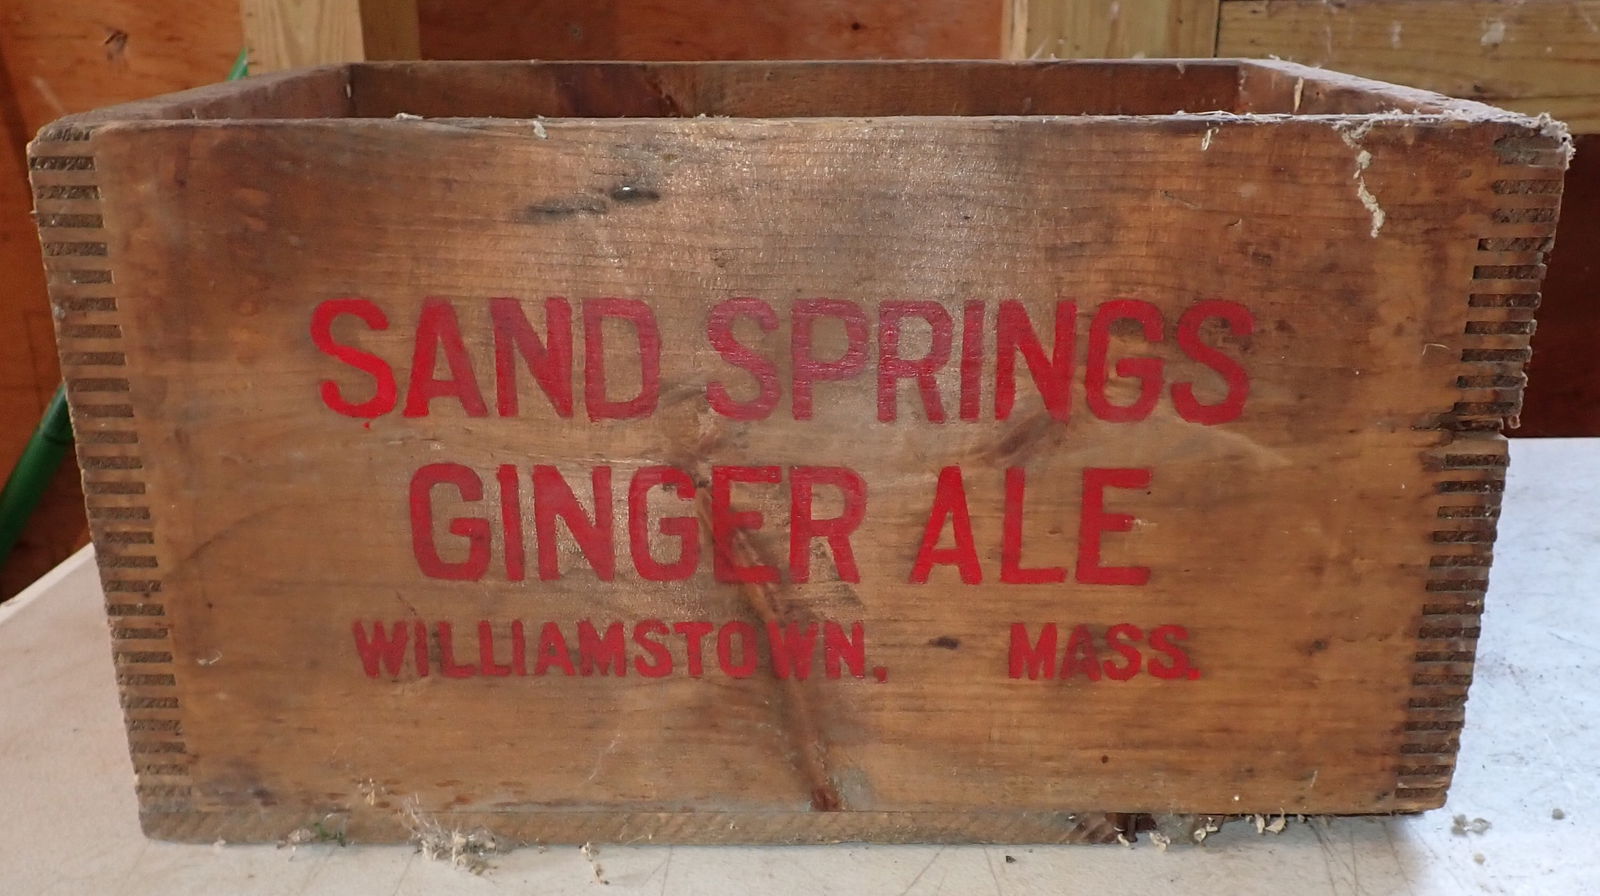 SAND SPRINGS
GINGER ALE
WILLIAMSTOWN, MASS.